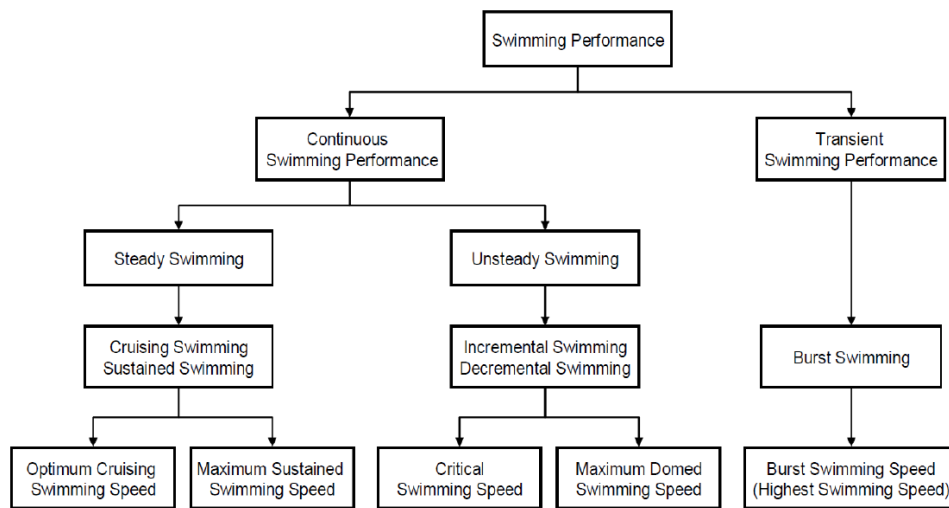 Swimming Performance
Continuous
Swimming Performance
Transient
Swimming Performance
Steady Swimming
Unsteady Swimming
Cruising Swimming
Sustained Swimming
Incremental Swimming
Decremental Swimming
Burst Swimming
Optimum Cruising
Swimming Speed
Maximum Sustained
Swimming Speed
Critical
Swimming Speed
Maximum Domed
Swimming Speed
Burst Swimming Speed
(Highest Swimming Speed)